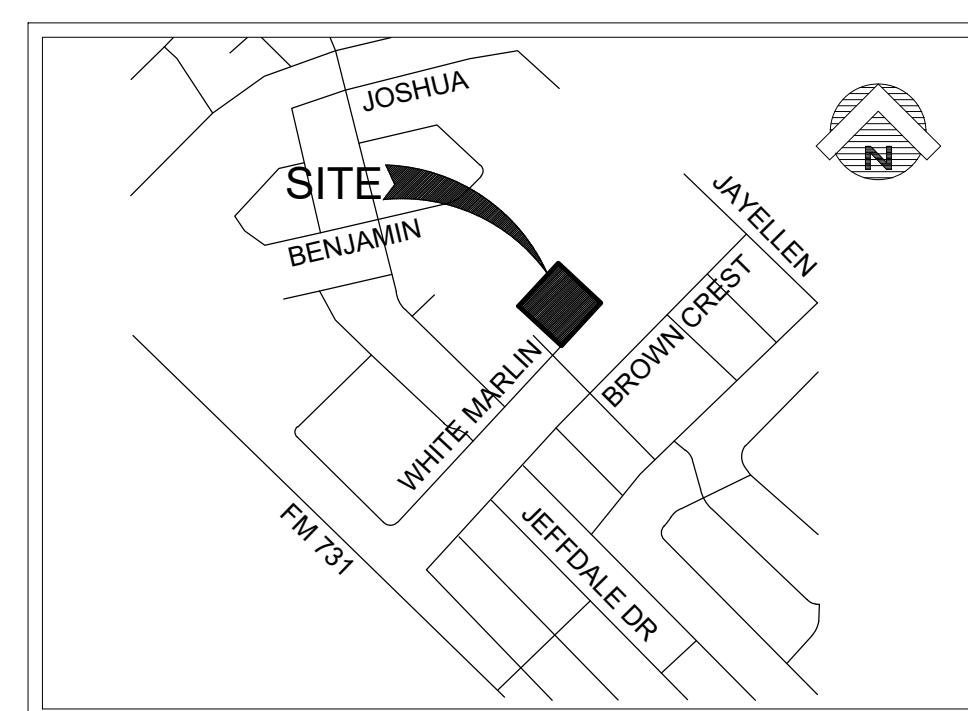 JOSHUA
N
SITE
JAYELLEN
BENJAMIN
BROWN CREST
WHITE MARLIN
FM 731
JEFFDALE DR